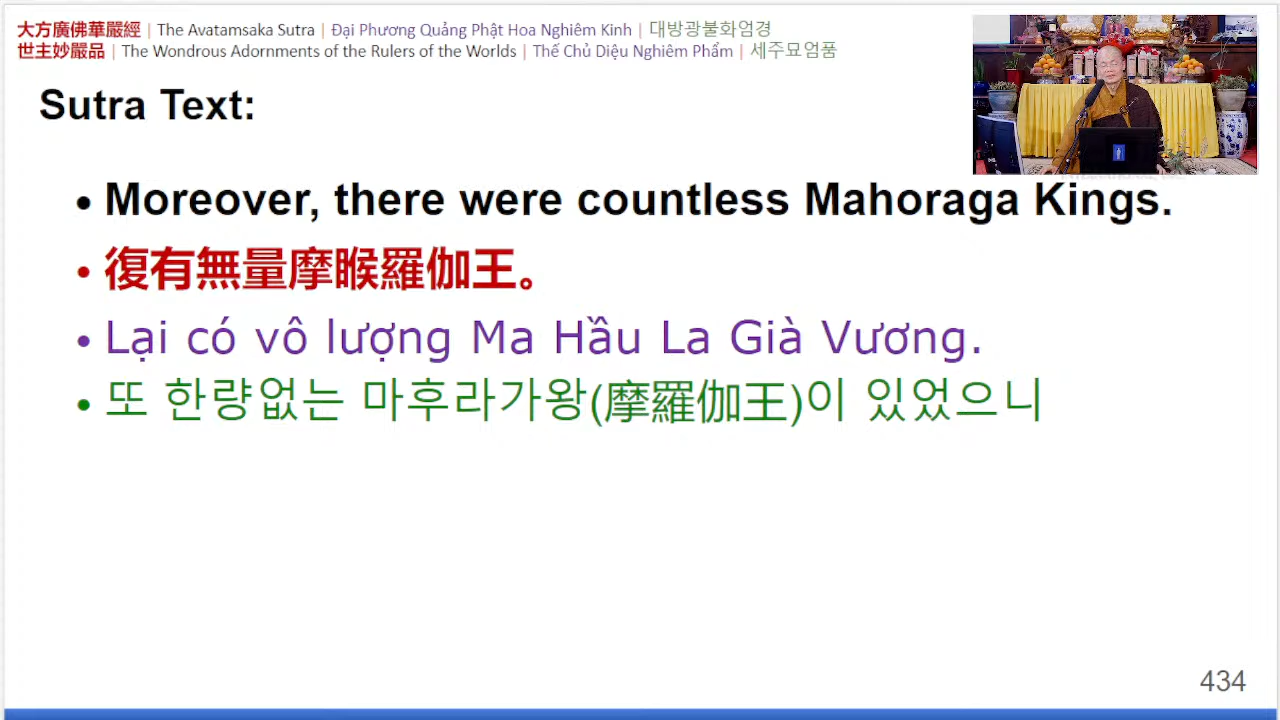 大方廣佛華嚴經 | The Avatamsaka Sutra | Đại Phương Quảng Phật Hoa Nghiêm Kinh | 대방광불화엄경
世主妙嚴品 | The Wondrous Adornments of the Rulers of the Worlds | Thế Chủ Diệu Nghiêm Phẩm | 세주묘엄품
Sutra Text:
• Moreover, there were countless Mahoraga Kings.
• 復有無量摩睺羅伽王。
• Lại có vô lượng Ma Hầu La Già Vương.
• 또 한량없는 마후라가왕(摩羅伽王)이 있었으니
434